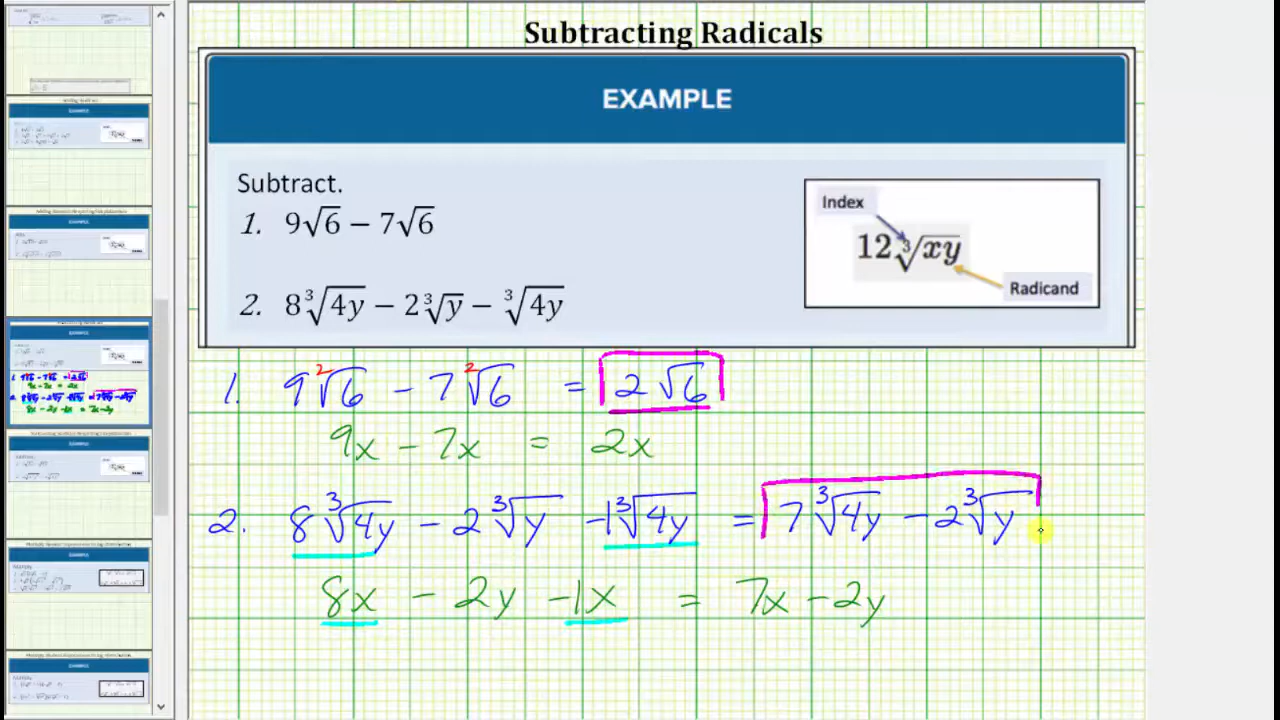 Subtracting Radicals
EXAMPLE
Subtract.
1. 9√6 − 7√6
2. 8∛4y − 2∛y − ∛4y
Index
12∛xy
Radicand
1. 9 ²√6 − 7 ²√6 = 2 √6
9x − 7x = 2x
2. 8 ∛4y − 2 ∛y − 1∛4y = 7 ∛4y − 2 ∛y
8x − 2y − 1x = 7x − 2y